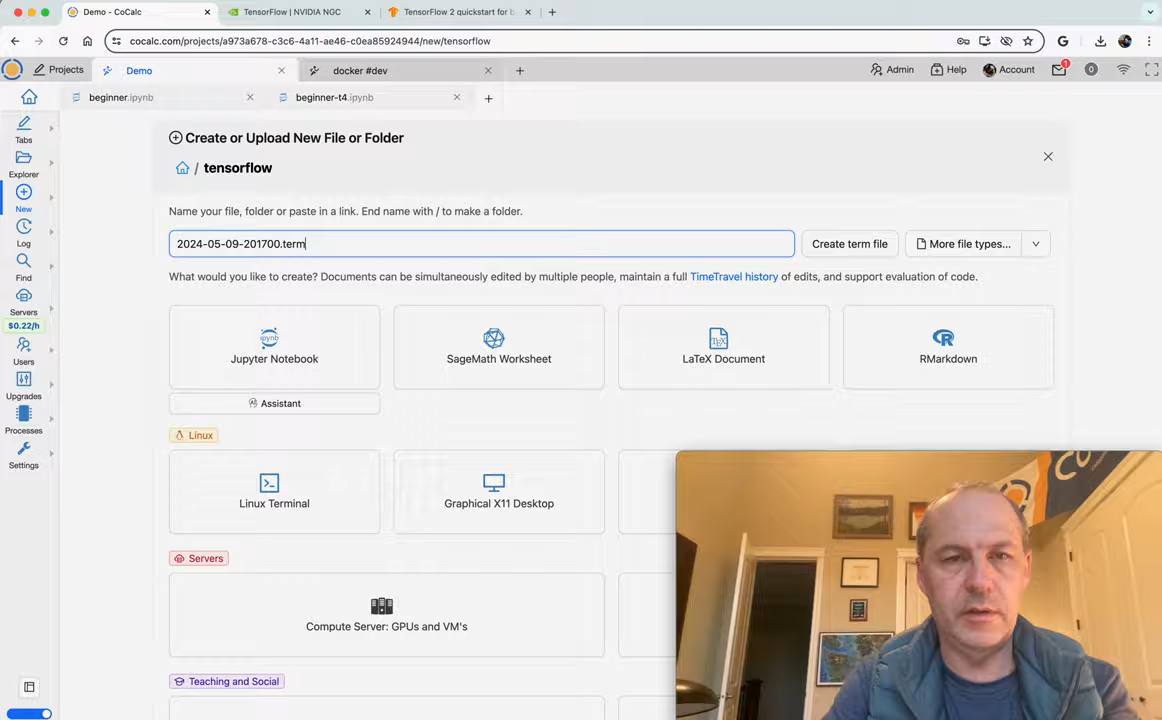 Demo - CoCalc
TensorFlow | NVIDIA NGC
TensorFlow 2 quickstart for b
cocalc.com/projects/a973a678-c3c6-4a11-ae46-c0ea85924944/new/tensorflow
Projects
Demo
docker #dev
Admin
Help
Account
1
0
beginner.ipynb
beginner-t4.ipynb
Tabs
Explorer
New
Log
Find
Servers
$0.22/h
Users
Upgrades
Processes
Settings
Create or Upload New File or Folder
/ tensorflow
Name your file, folder or paste in a link. End name with / to make a folder.
2024-05-09-201700.term
Create term file
More file types...
What would you like to create? Documents can be simultaneously edited by multiple people, maintain a full TimeTravel history of edits, and support evaluation of code.
ipynb
Jupyter Notebook
SageMath Worksheet
TEX
LaTeX Document
R
RMarkdown
AI Assistant
Linux
Linux Terminal
Graphical X11 Desktop
Servers
Compute Server: GPUs and VM's
Teaching and Social